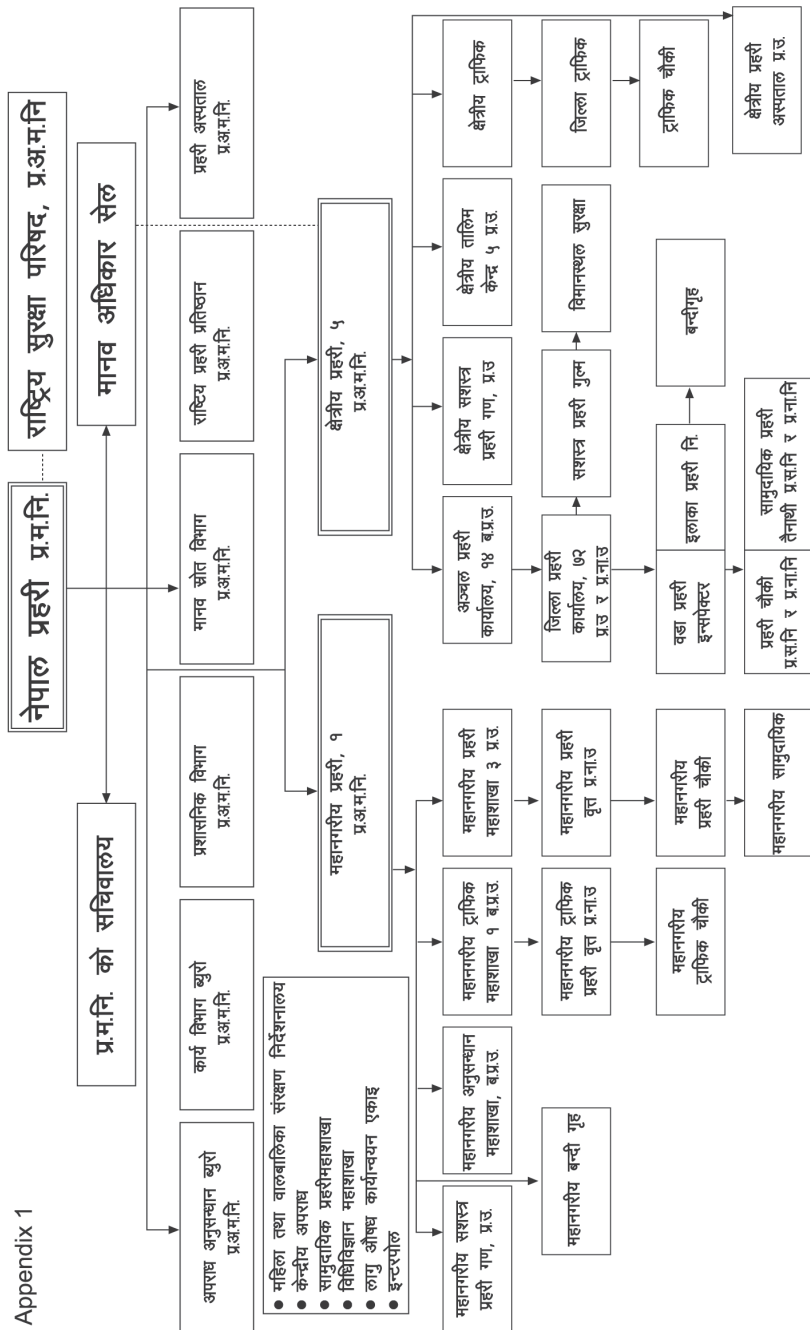 Appendix 1
नेपाल प्रहरी प्र.म.नि.
राष्ट्रिय सुरक्षा परिषद, प्र.अ.म.नि
प्र.म.नि. को सचिवालय
मानव अधिकार सेल
अपराध अनुसन्धान ब्युरो
प्र.अ.म.नि.
कार्य विभाग ब्युरो
प्र.अ.म.नि.
प्रशासनिक विभाग
प्र.अ.म.नि.
मानव स्रोत विभाग
प्र.अ.म.नि.
राष्टिय प्रहरी प्रतिष्ठान
प्र.अ.म.नि.
प्रहरी अस्पताल
प्र.अ.म.नि.
● महिला तथा वालबालिका संरक्षण निर्देशनालय
केन्द्रीय अपराध
● सामुदायिक प्रहरीमहाशाखा
● विधिविज्ञान महाशाखा
● लागु औषध कार्यान्वयन एकाइ
● इन्टरपोल
महानगरीय प्रहरी, १
प्र.अ.म.नि.
क्षेत्रीय प्रहरी, ५
प्र.अ.म.नि.
महानगरीय सशस्त्र
प्रहरी गण, प्र.उ.
महानगरीय अनुसन्धान
महाशाखा, ब.प्र.उ.
महानगरीय ट्राफिक
महाशाखा १ ब.प्र.उ.
महानगरीय प्रहरी
महाशाखा ३ प्र.उ.
अञ्चल प्रहरी
कार्यालय, १४ ब.प्र.उ.
क्षेत्रीय सशस्त्र
प्रहरी गण, प्र.उ
क्षेत्रीय तालिम
केन्द्र ५ प्र.उ.
क्षेत्रीय ट्राफिक
महानगरीय बन्दी गृह
महानगरीय ट्राफिक
प्रहरी वृत्त प्र.ना.उ
महानगरीय प्रहरी
वृत्त प्र.ना.उ
जिल्ला प्रहरी
कार्यालय, ७२
प्र.उ र प्र.ना.उ
सशस्त्र प्रहरी गुल्म
विमानस्थल सुरक्षा
जिल्ला ट्राफिक
महानगरीय
ट्राफिक चौकी
महानगरीय
प्रहरी चौकी
वडा प्रहरी
इन्सपेक्टर
इलाका प्रहरी नि.
बन्दीगृह
ट्राफिक चौकी
महानगरीय सामुदायिक
प्रहरी चौकी
प्र.स.नि र प्र.ना.नि
सामुदायिक प्रहरी
तैनाथी प्र.स.नि र प्र.ना.नि
क्षेत्रीय प्रहरी
अस्पताल प्र.उ.